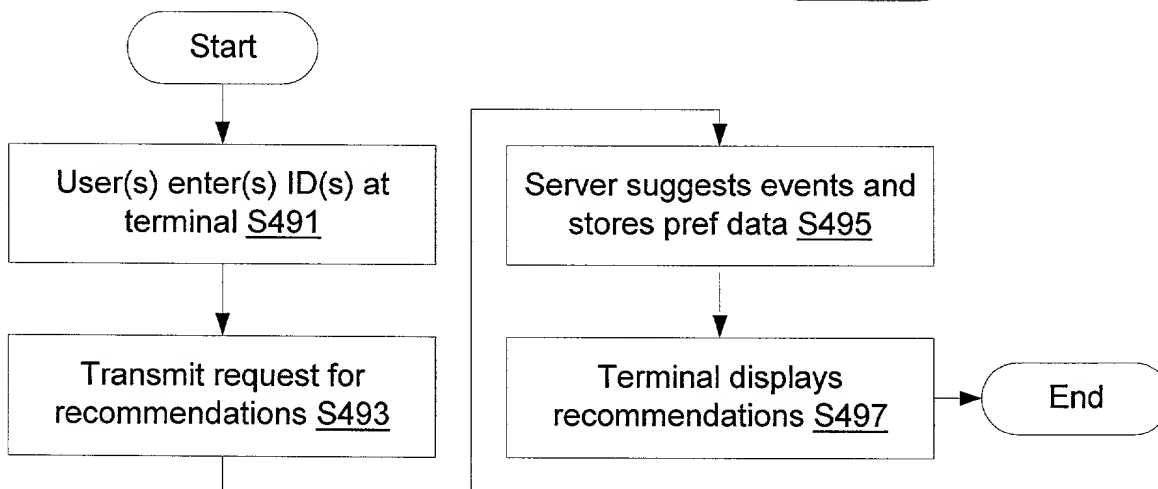 Start
User(s) enter(s) ID(s) at
terminal S491
Transmit request for
recommendations S493
Server suggests events and
stores pref data S495
Terminal displays
recommendations S497
End